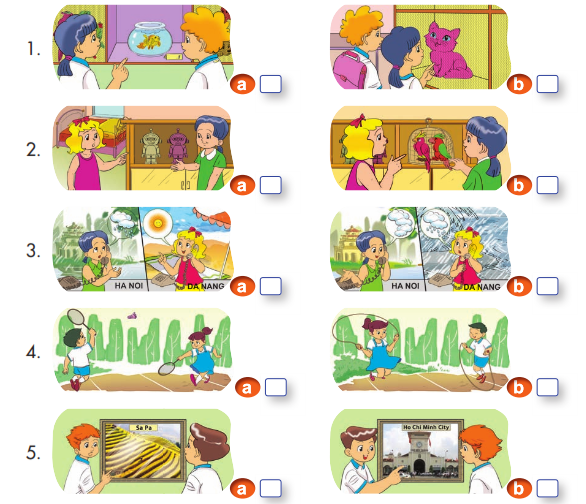 1.
a
b
2.
a
b
3.
HA NOI
DA NANG
a
HA NOI
DA NANG
b
4.
a
b
5.
Sa Pa
a
Ho Chi Minh City
b